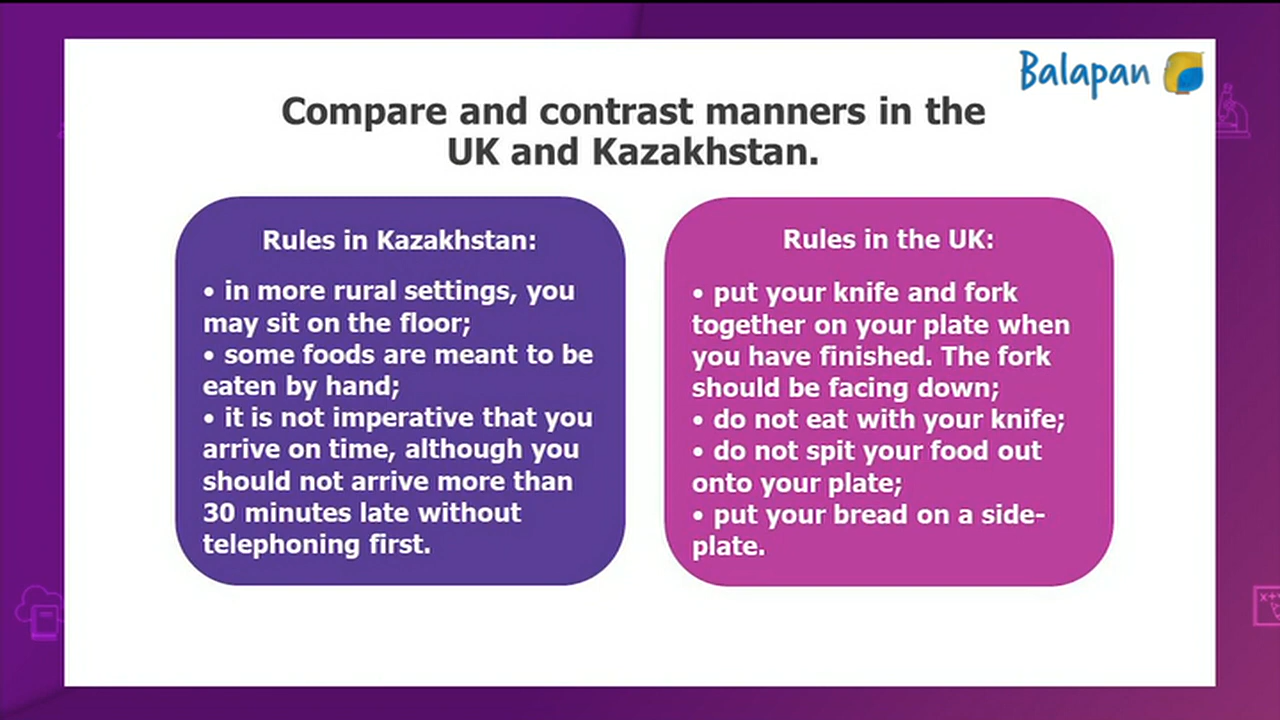 Balapan
Compare and contrast manners in the
UK and Kazakhstan.
Rules in Kazakhstan:
• in more rural settings, you
may sit on the floor;
• some foods are meant to be
eaten by hand;
• it is not imperative that you
arrive on time, although you
should not arrive more than
30 minutes late without
telephoning first.
Rules in the UK:
• put your knife and fork
together on your plate when
you have finished. The fork
should be facing down;
• do not eat with your knife;
• do not spit your food out
onto your plate;
• put your bread on a side-
plate.